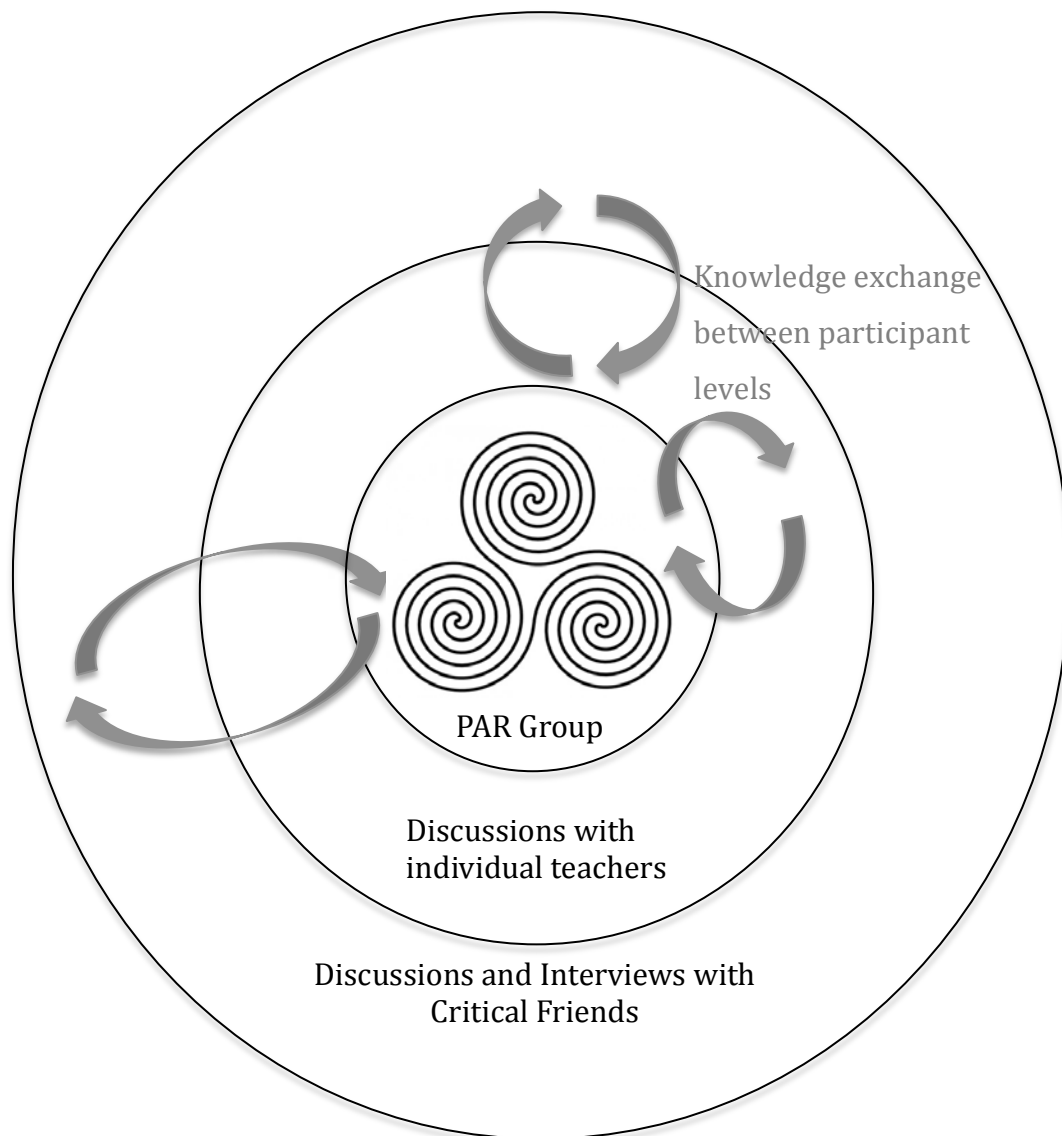 Knowledge exchange
between participant
levels
PAR Group
Discussions with
individual teachers
Discussions and Interviews with
Critical Friends